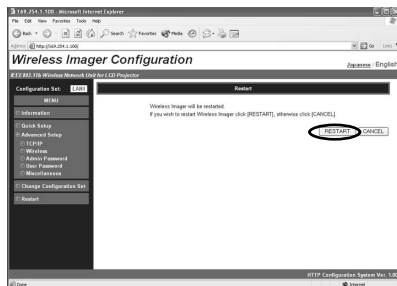 169.254.1.100 - Microsoft Internet Explorer
File Edit View Favorites Tools Help
Back Search Favorites Media
Address http://169.254.1.100/ Go Links
Wireless Imager Configuration
Japanese English
IEEE802.11b Wireless Network Unit for LCD-Projector
Configuration Set: LAN1
Restart
MENU
Information
Quick Setup
Advanced Setup
TCP/IP
Wireless
Admin Password
User Password
Miscellaneous
Change Configuration Set
Restart
Wireless Imager will be restarted.
If you wish to restart Wireless Imager click [RESTART], otherwise click [CANCEL]
RESTART CANCEL
HTTP Configuration System Ver. 1.00
Done Internet